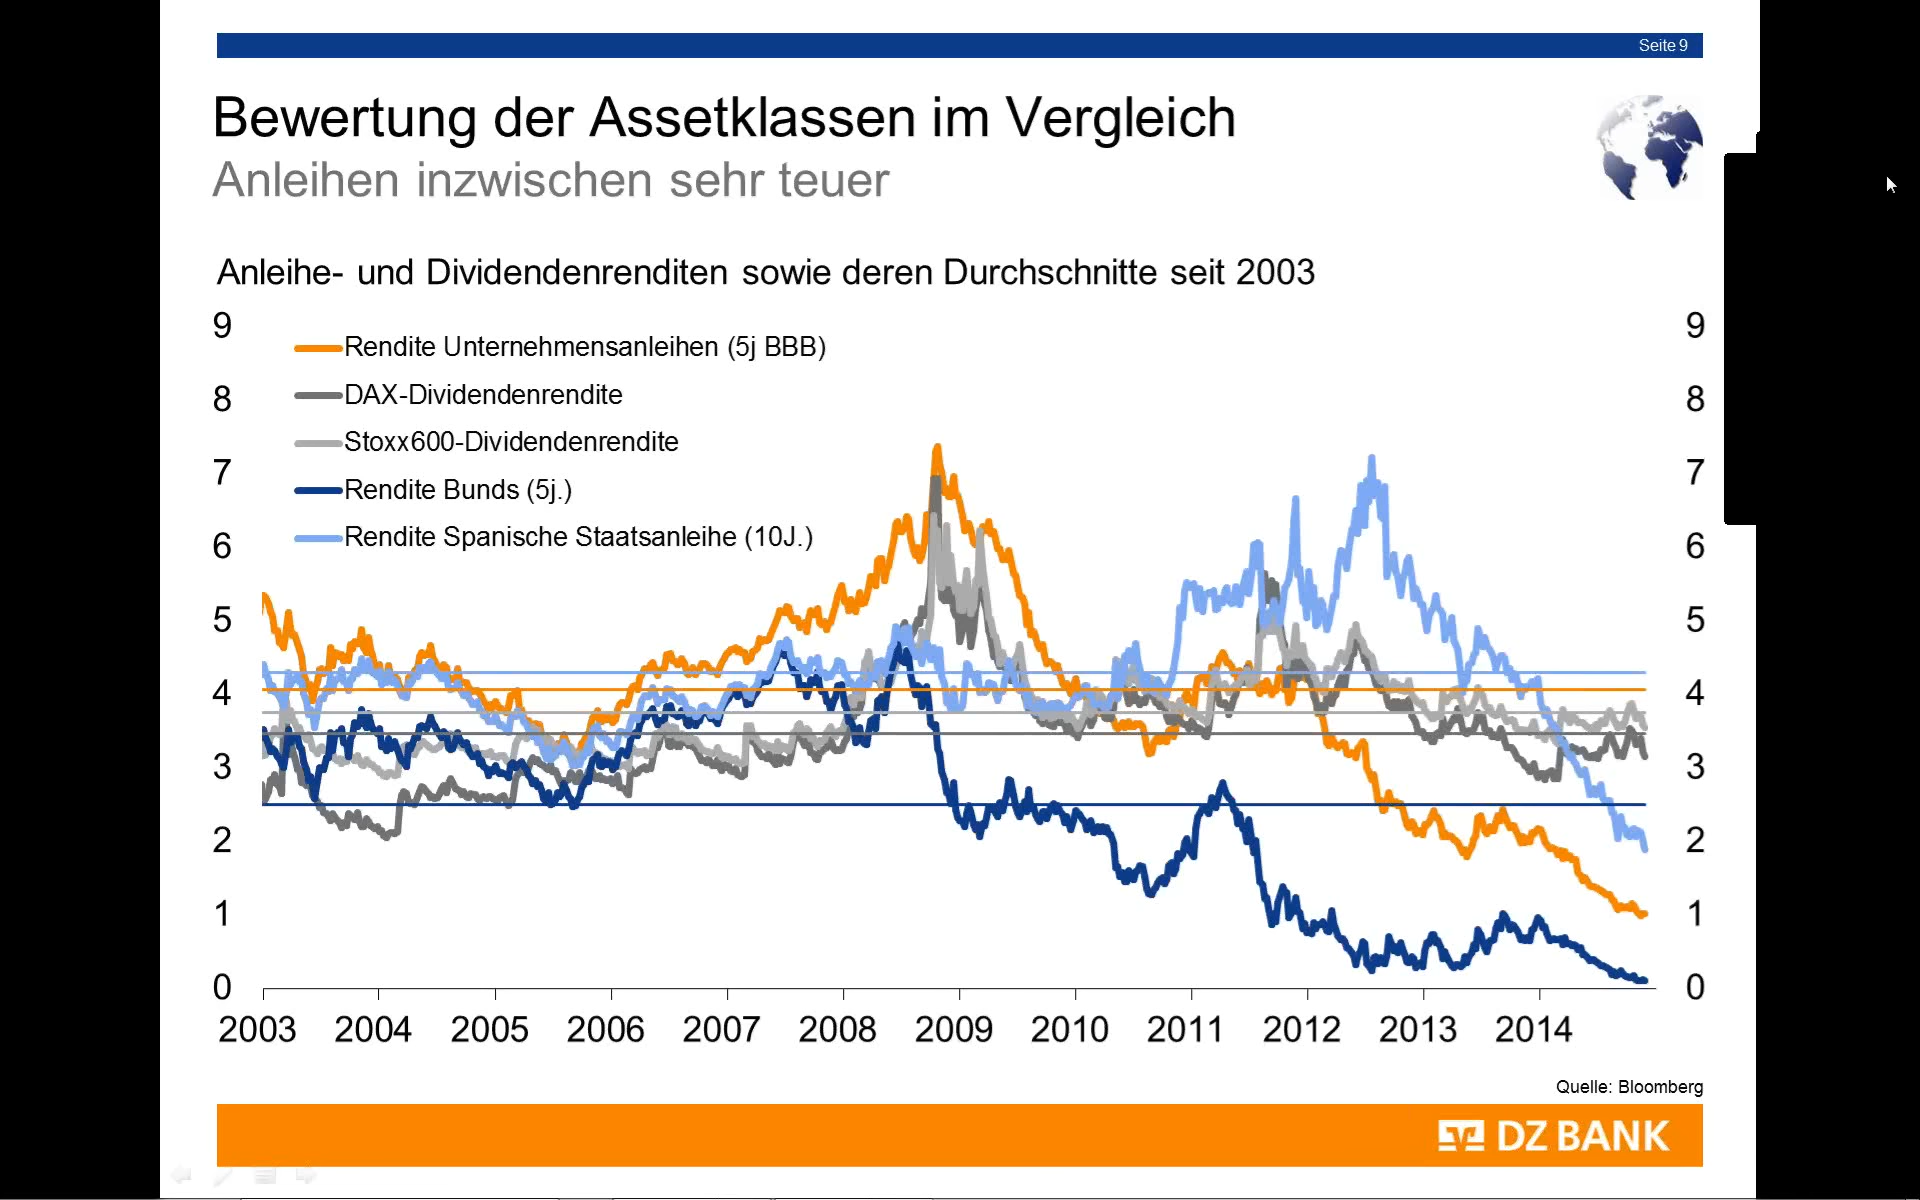 Seite 9
Bewertung der Assetklassen im Vergleich
Anleihen inzwischen sehr teuer
Anleihe- und Dividendenrenditen sowie deren Durchschnitte seit 2003
9 9
Rendite Unternehmensanleihen (5j BBB)
8 8
DAX-Dividendenrendite
Stoxx600-Dividendenrendite
7 7
Rendite Bunds (5j.)
6 6
Rendite Spanische Staatsanleihe (10J.)
5 5
4 4
3 3
2 2
1 1
0 0
2003 2004 2005 2006 2007 2008 2009 2010 2011 2012 2013 2014
Quelle: Bloomberg
DZ BANK